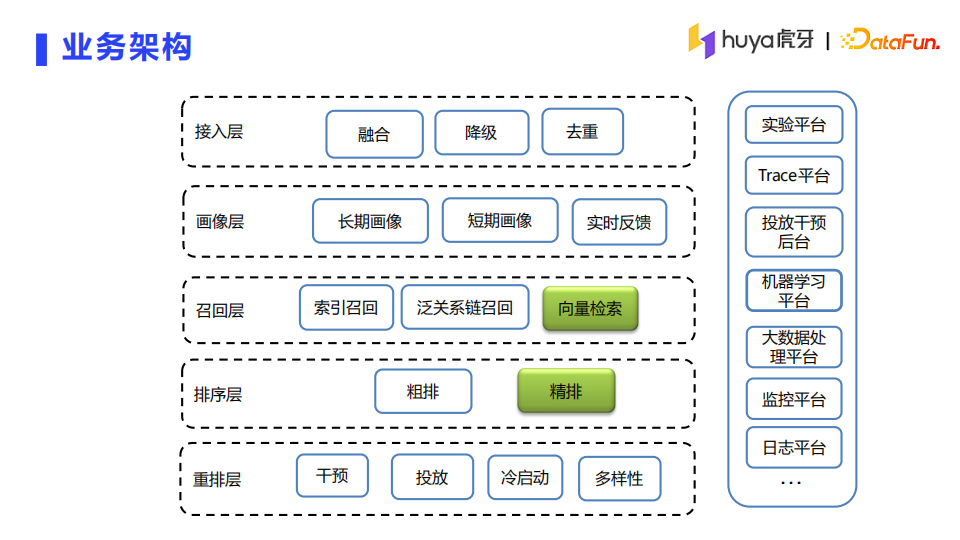 业务架构
huya虎牙 | DataFun.
接入层
融合
降级
去重
画像层
长期画像
短期画像
实时反馈
召回层
索引召回
泛关系链召回
向量检索
排序层
粗排
精排
重排层
干预
投放
冷启动
多样性
实验平台
Trace平台
投放干预
后台
机器学习
平台
大数据处
理平台
监控平台
日志平台
...